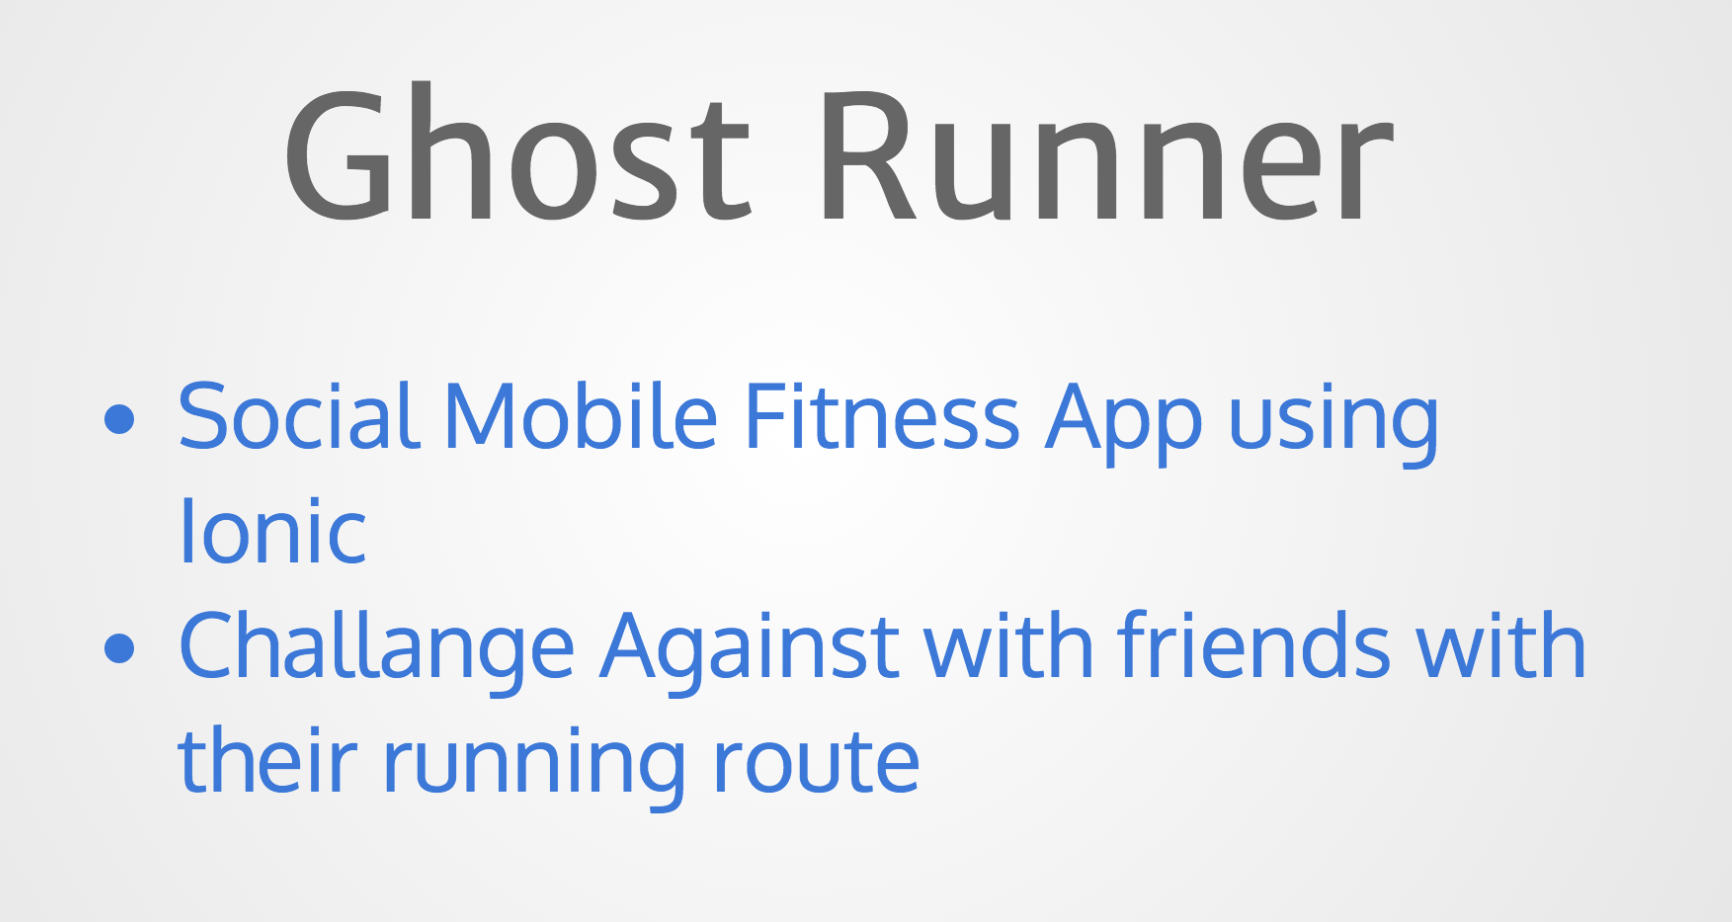 Ghost Runner
• Social Mobile Fitness App using
Ionic
• Challange Against with friends with
their running route